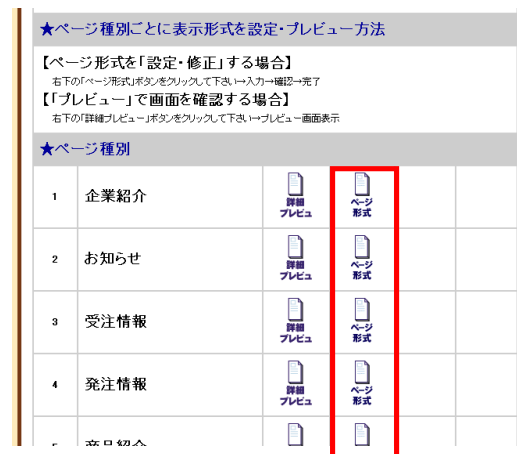 ★ページ種別ごとに表示形式を設定・プレビュー方法
【ページ形式を「設定・修正」する場合】
右下の「ページ形式」ボタンをクリックして下さい→入力→確認→完了
【「プレビュー」で画面を確認する場合】
右下の「詳細プレビュー」ボタンをクリックして下さい→プレビュー画面表示
★ページ種別
1 企業紹介 詳細プレビュ ページ形式
2 お知らせ 詳細プレビュ ページ形式
3 受注情報 詳細プレビュ ページ形式
4 発注情報 詳細プレビュ ページ形式
商品紹介